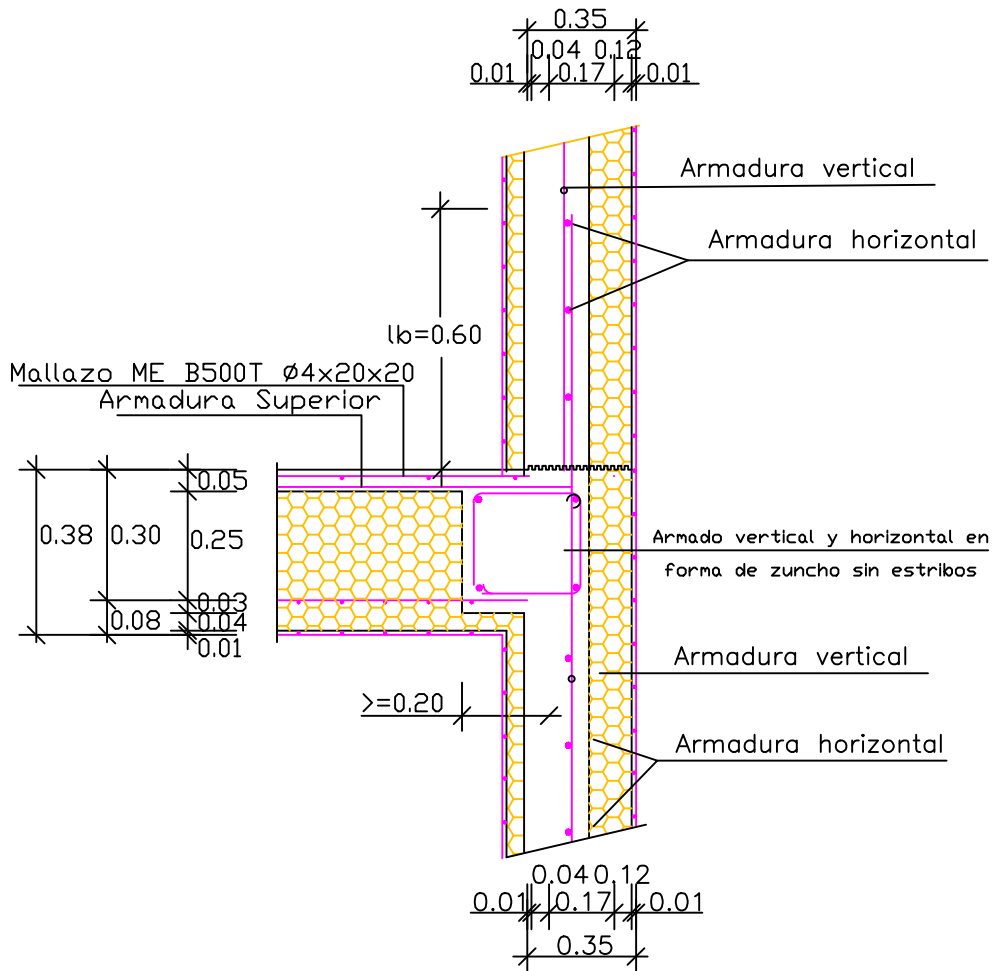 0.35
0.04 0.12
0.01 0.17 0.01
Armadura vertical
Armadura horizontal
lb=0.60
Mallazo ME B500T Ø4x20x20
Armadura Superior
0.05
0.38 0.30 0.25
Armado vertical y horizontal en
forma de zuncho sin estribos
0.03
0.08 0.04
0.01
Armadura vertical
>=0.20
Armadura horizontal
0.04 0.12
0.01 0.17 0.01
0.35